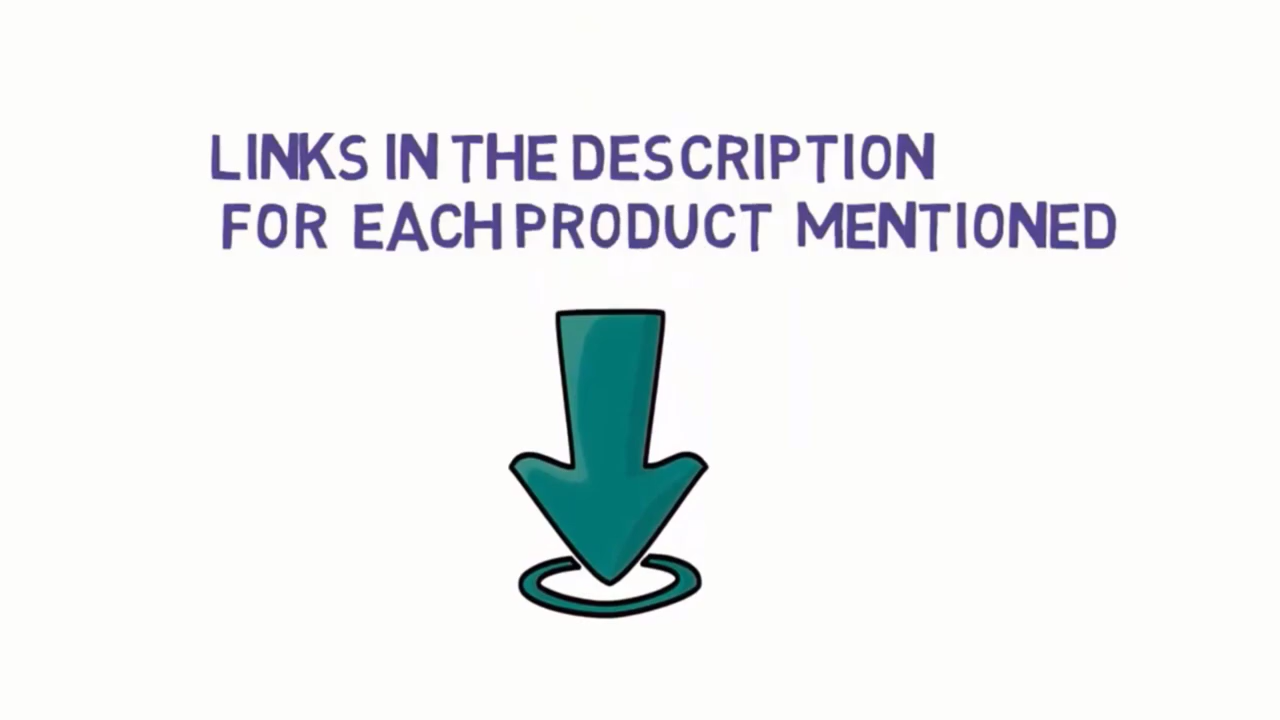 LINKS IN THE DESCRIPTION
FOR EACH PRODUCT MENTIONED